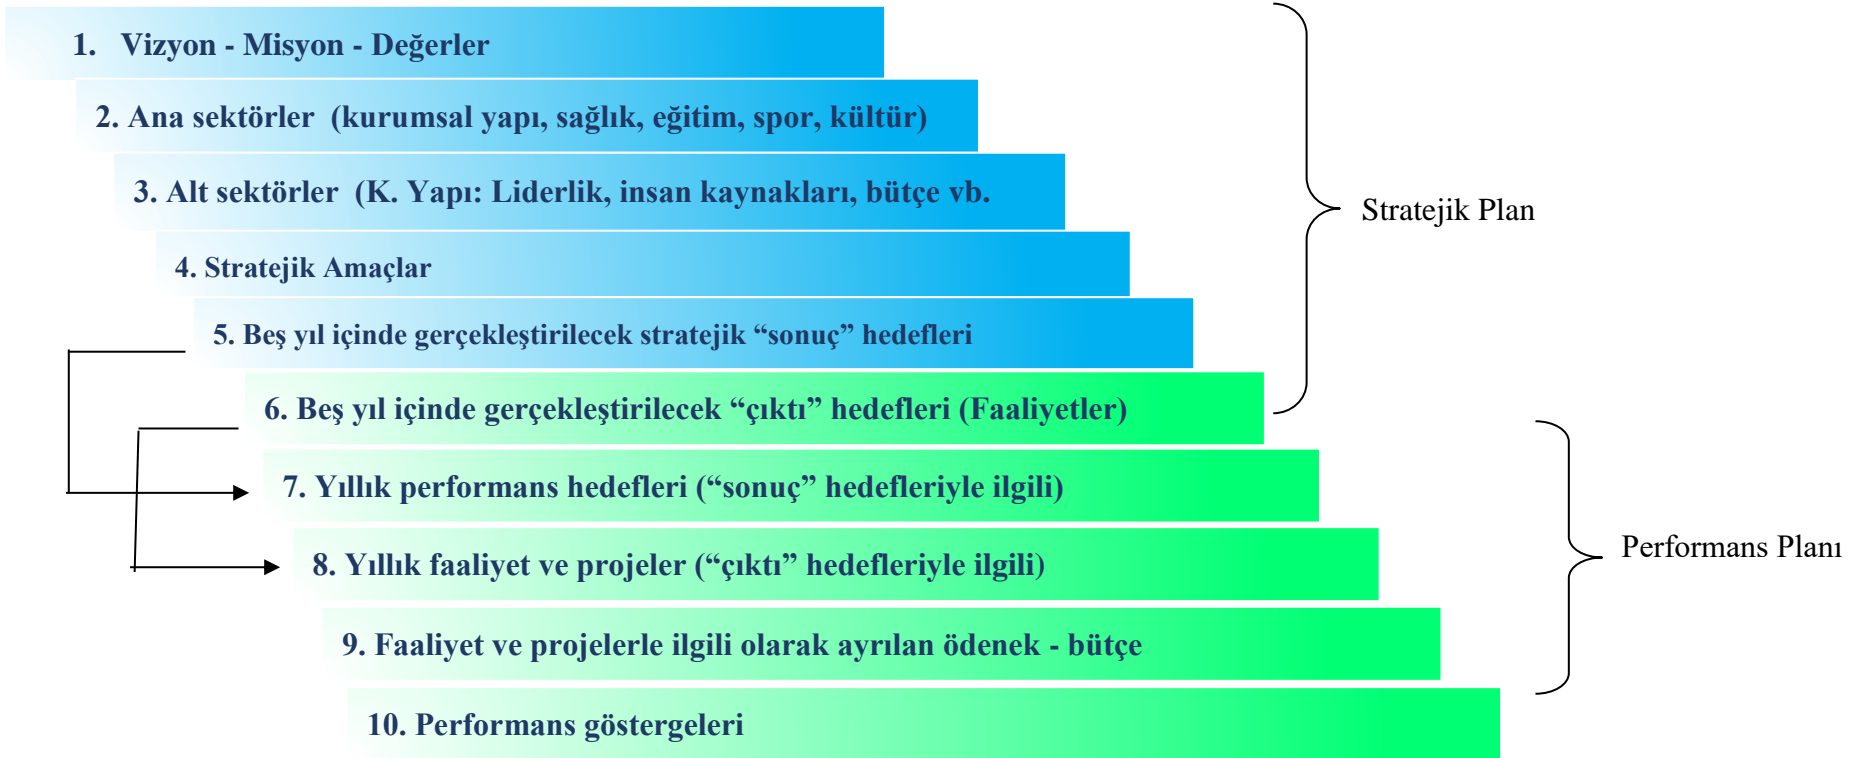 1. Vizyon - Misyon - Değerler
2. Ana sektörler (kurumsal yapı, sağlık, eğitim, spor, kültür)
3. Alt sektörler (K. Yapı: Liderlik, insan kaynakları, bütçe vb.
Stratejik Plan
4. Stratejik Amaçlar
5. Beş yıl içinde gerçekleştirilecek stratejik “sonuç” hedefleri
6. Beş yıl içinde gerçekleştirilecek “çıktı” hedefleri (Faaliyetler)
7. Yıllık performans hedefleri (“sonuç” hedefleriyle ilgili)
8. Yıllık faaliyet ve projeler (“çıktı” hedefleriyle ilgili)
Performans Planı
9. Faaliyet ve projelerle ilgili olarak ayrılan ödenek - bütçe
10. Performans göstergeleri